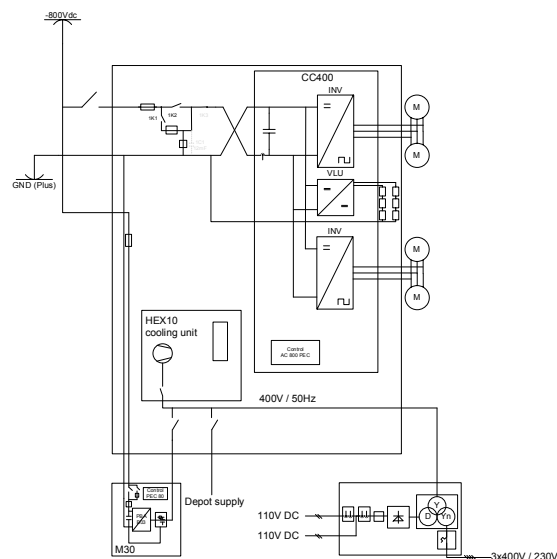 -800Vdc
CC400
INV
M
1K1
1K2
M
GND (Plus)
VLU
INV
M
M
HEX10
cooling unit
Control
AC 800 PEC
400V / 50Hz
Control
PEC 80
Depot supply
M30
110V DC
110V DC
Y
D
Yn
3x400V / 230V